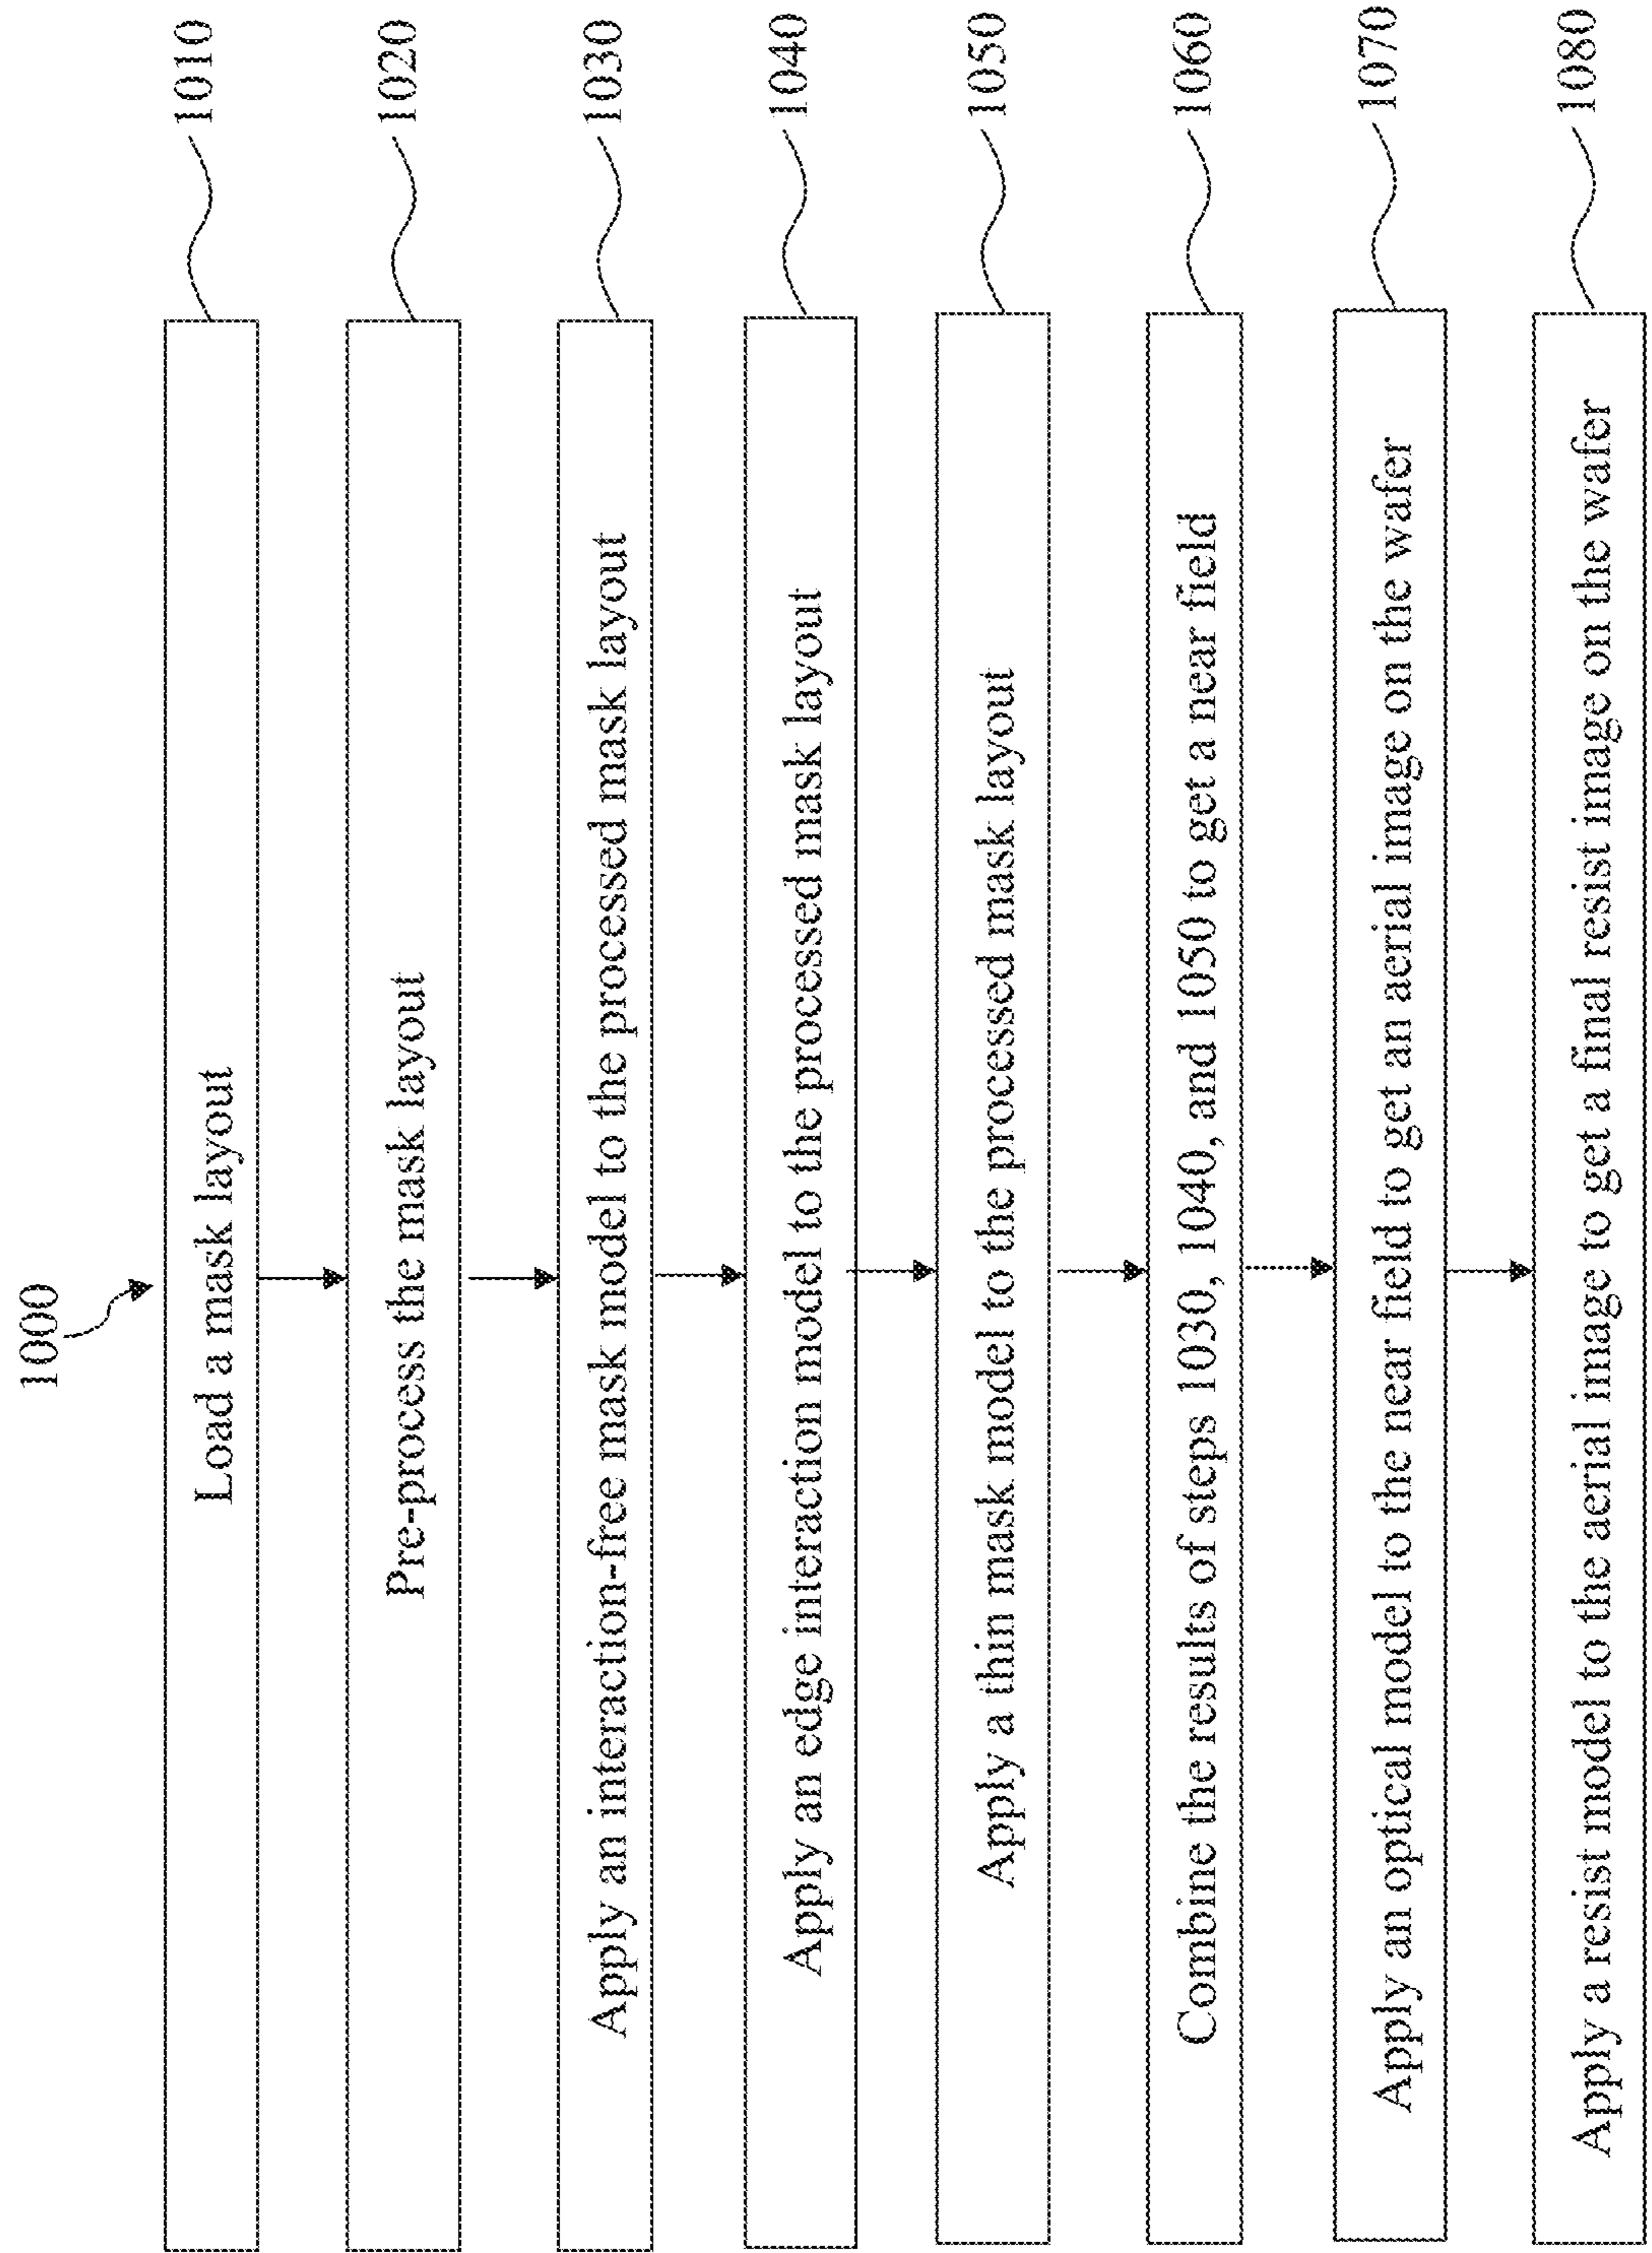 1000
Load a mask layout
1010
Pre-process the mask layout
1020
Apply an interaction-free mask model to the processed mask layout
1030
Apply an edge interaction model to the processed mask layout
1040
Apply a thin mask model to the processed mask layout
1050
Combine the results of steps 1030, 1040, and 1050 to get a near field
1060
Apply an optical model to the near field to get an aerial image on the wafer
1070
Apply a resist model to the aerial image to get a final resist image on the wafer
1080